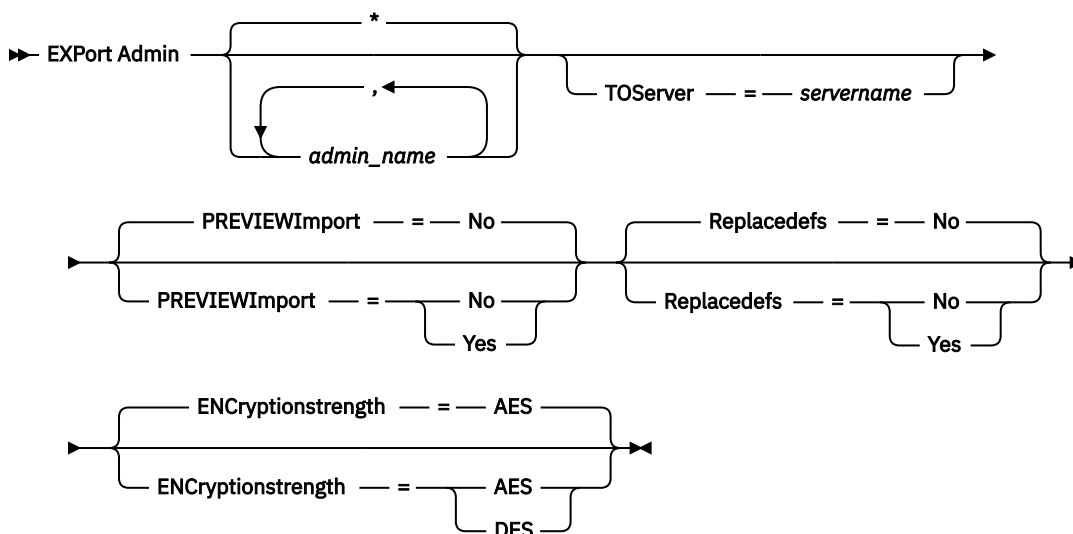 *
EXPort Admin
,
admin_name
TOServer = servername
PREVIEWImport = No
PREVIEWImport = No
Yes
Replacedefs = No
Replacedefs = No
Yes
ENCryptionstrength = AES
ENCryptionstrength = AES
DES